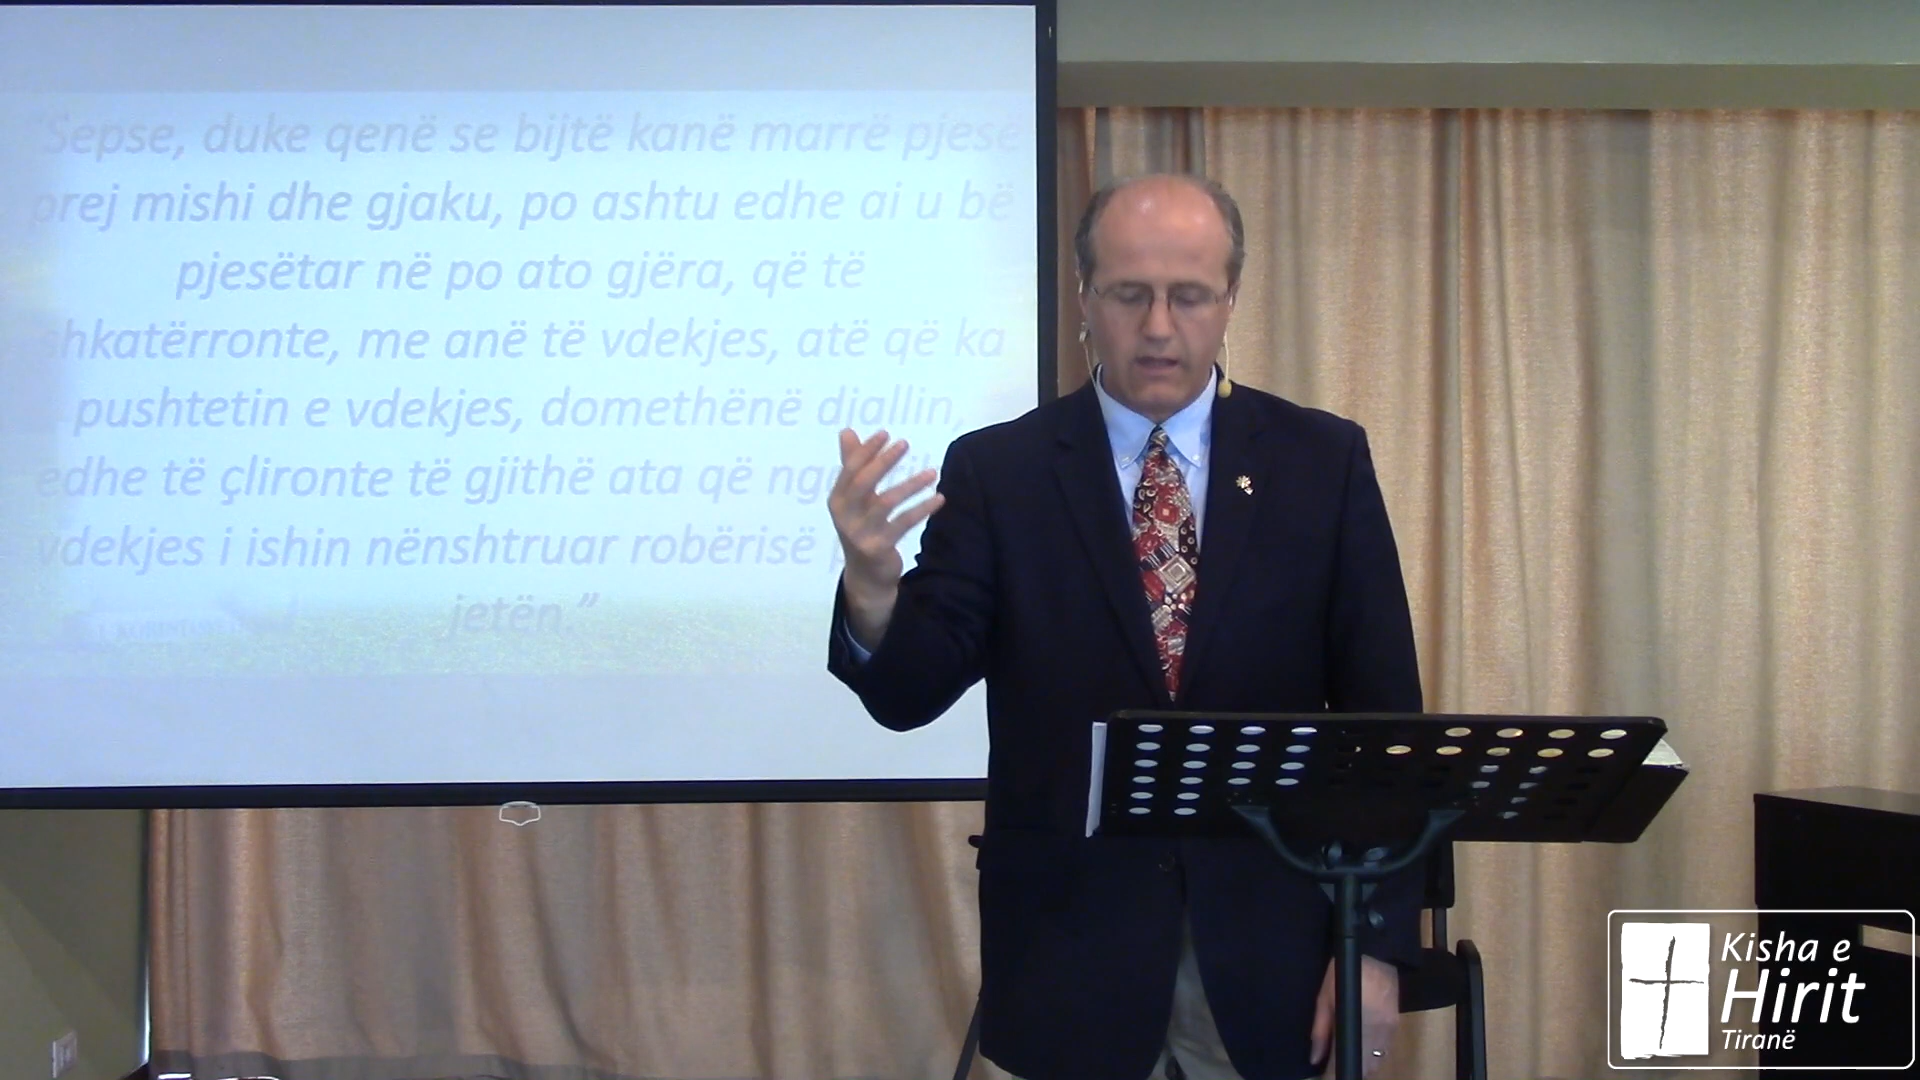 "Sepse, duke qenë se bijtë kanë marrë pjesë
prej mishi dhe gjaku, po ashtu edhe ai u bë
pjesëtar në po ato gjëra, që të
shkatërronte, me anë të vdekjes, atë që ka
pushtetin e vdekjes, domethënë djallin,
edhe të çlironte të gjithë ata që
vdekjes i ishin nënshtruar robërisë
jetën."
Kisha e
Hirit
Tiranë